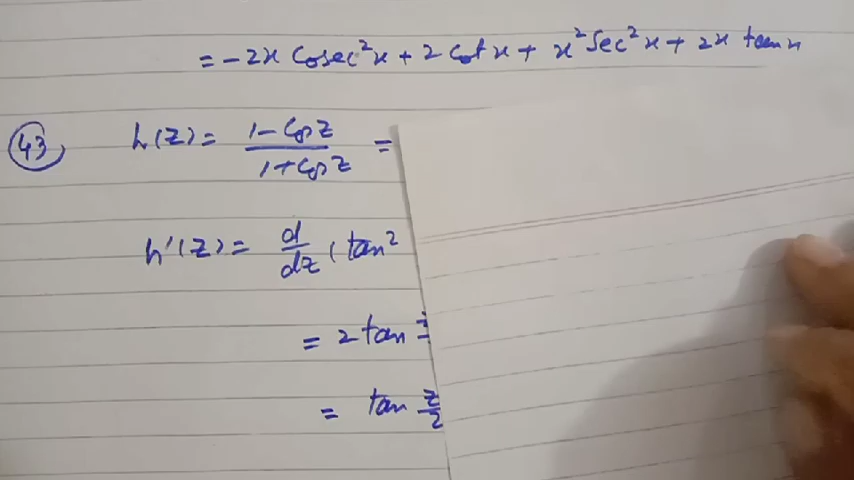 = -2x Cosec²x + 2 Cot x + x² Sec²x + 2x tan x
43 h(z) = (1 - Cos z)/(1 + Cos z) =
h'(z) = d/dz (tan²
= 2 tan
= tan z/2